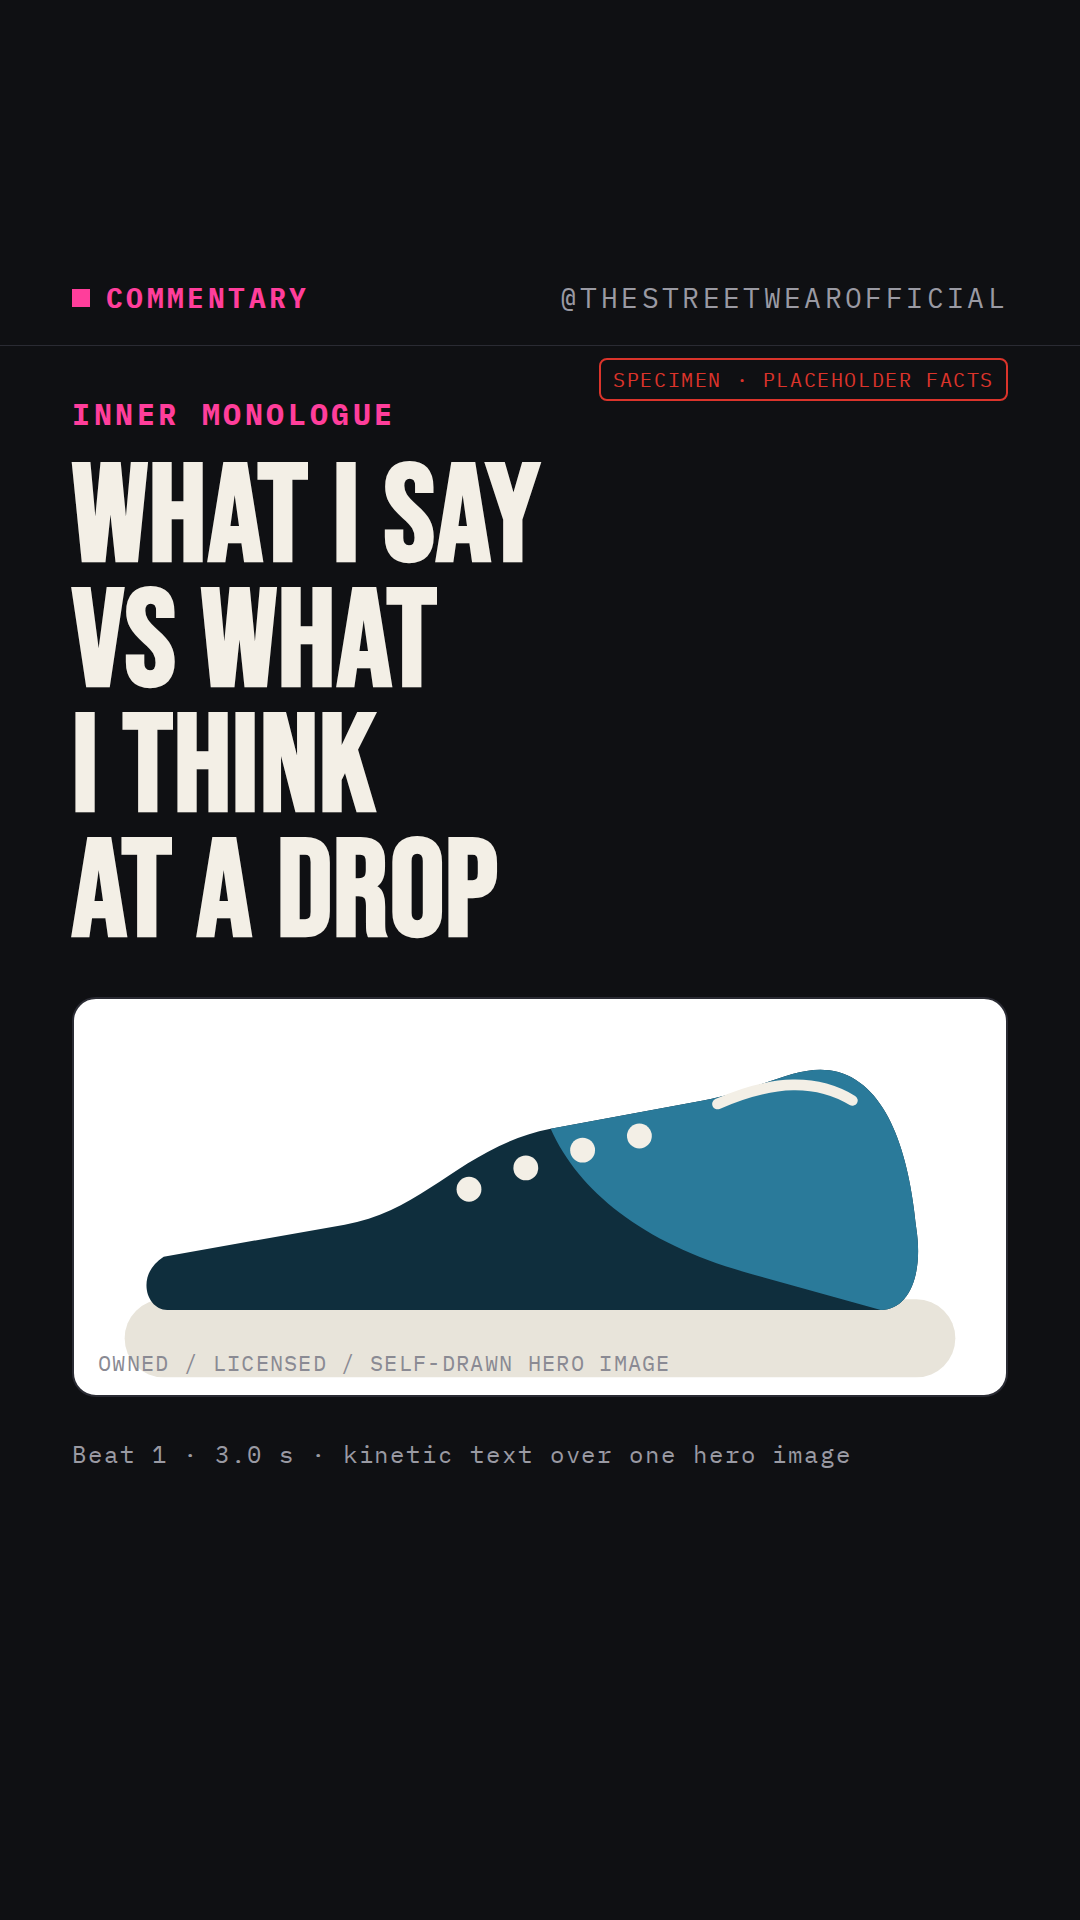 COMMENTARY
@THESTREETWEAROFFICIAL
SPECIMEN · PLACEHOLDER FACTS
INNER MONOLOGUE
WHAT I SAY
VS WHAT
I THINK
AT A DROP
OWNED / LICENSED / SELF-DRAWN HERO IMAGE
Beat 1 · 3.0 s · kinetic text over one hero image